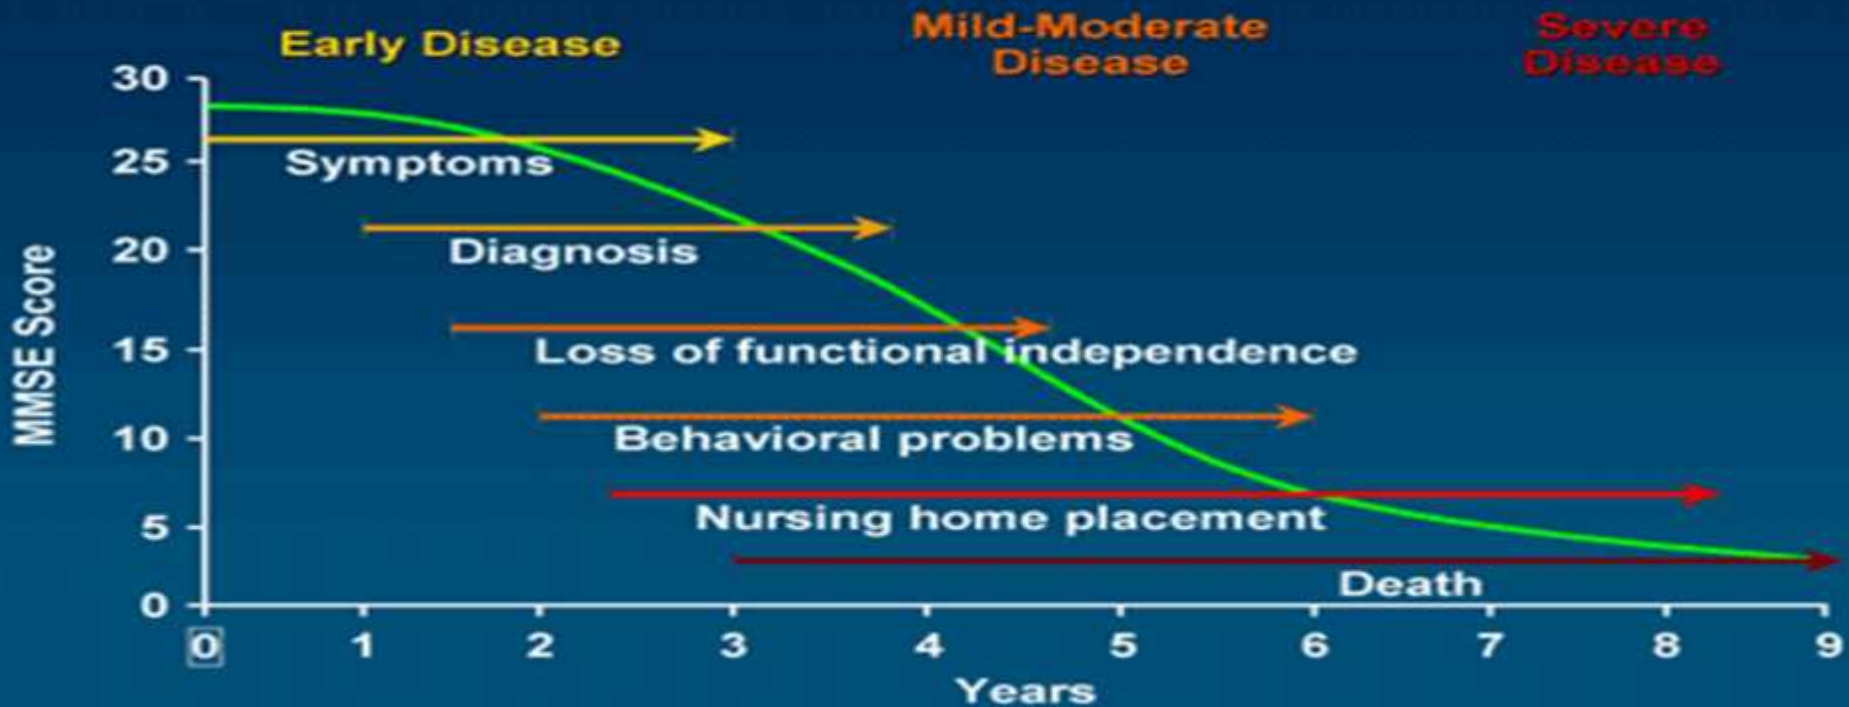 Early Disease
Mild-Moderate
Disease
Severe
Disease
MMSE Score
30
25
20
15
10
5
0
Symptoms
Diagnosis
Loss of functional independence
Behavioral problems
Nursing home placement
Death
0 1 2 3 4 5 6 7 8 9
Years